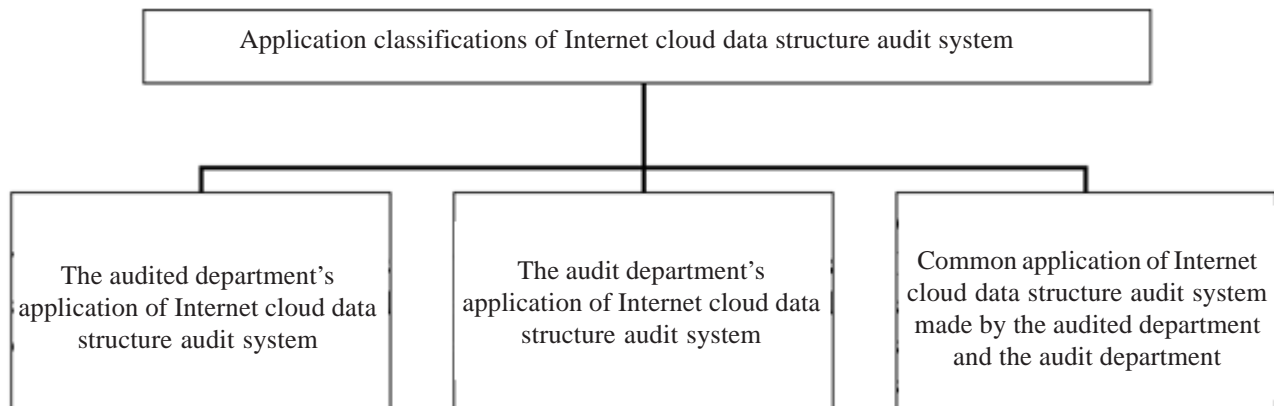 Application classifications of Internet cloud data structure audit system
The audited department’s
application of Internet cloud data
structure audit system
The audit department’s
application of Internet cloud data
structure audit system
Common application of Internet
cloud data structure audit system
made by the audited department
and the audit department